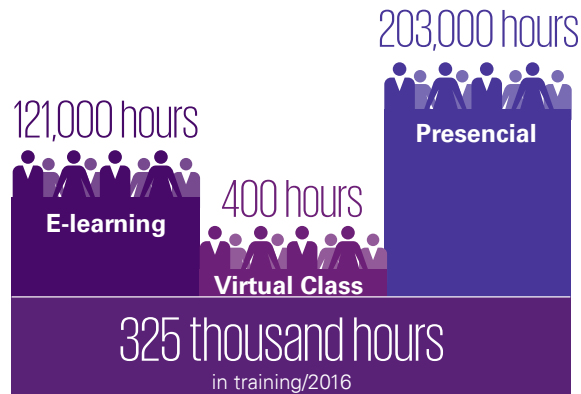 203,000 hours
Presencial
121,000 hours
E-learning
400 hours
Virtual Class
325 thousand hours
in training/2016